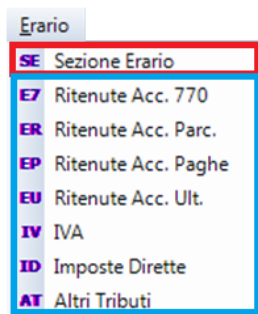 Erario
SE Sezione Erario
E7 Ritenute Acc. 770
ER Ritenute Acc. Parc.
EP Ritenute Acc. Paghe
EU Ritenute Acc. Ult.
IV IVA
ID Imposte Dirette
AT Altri Tributi